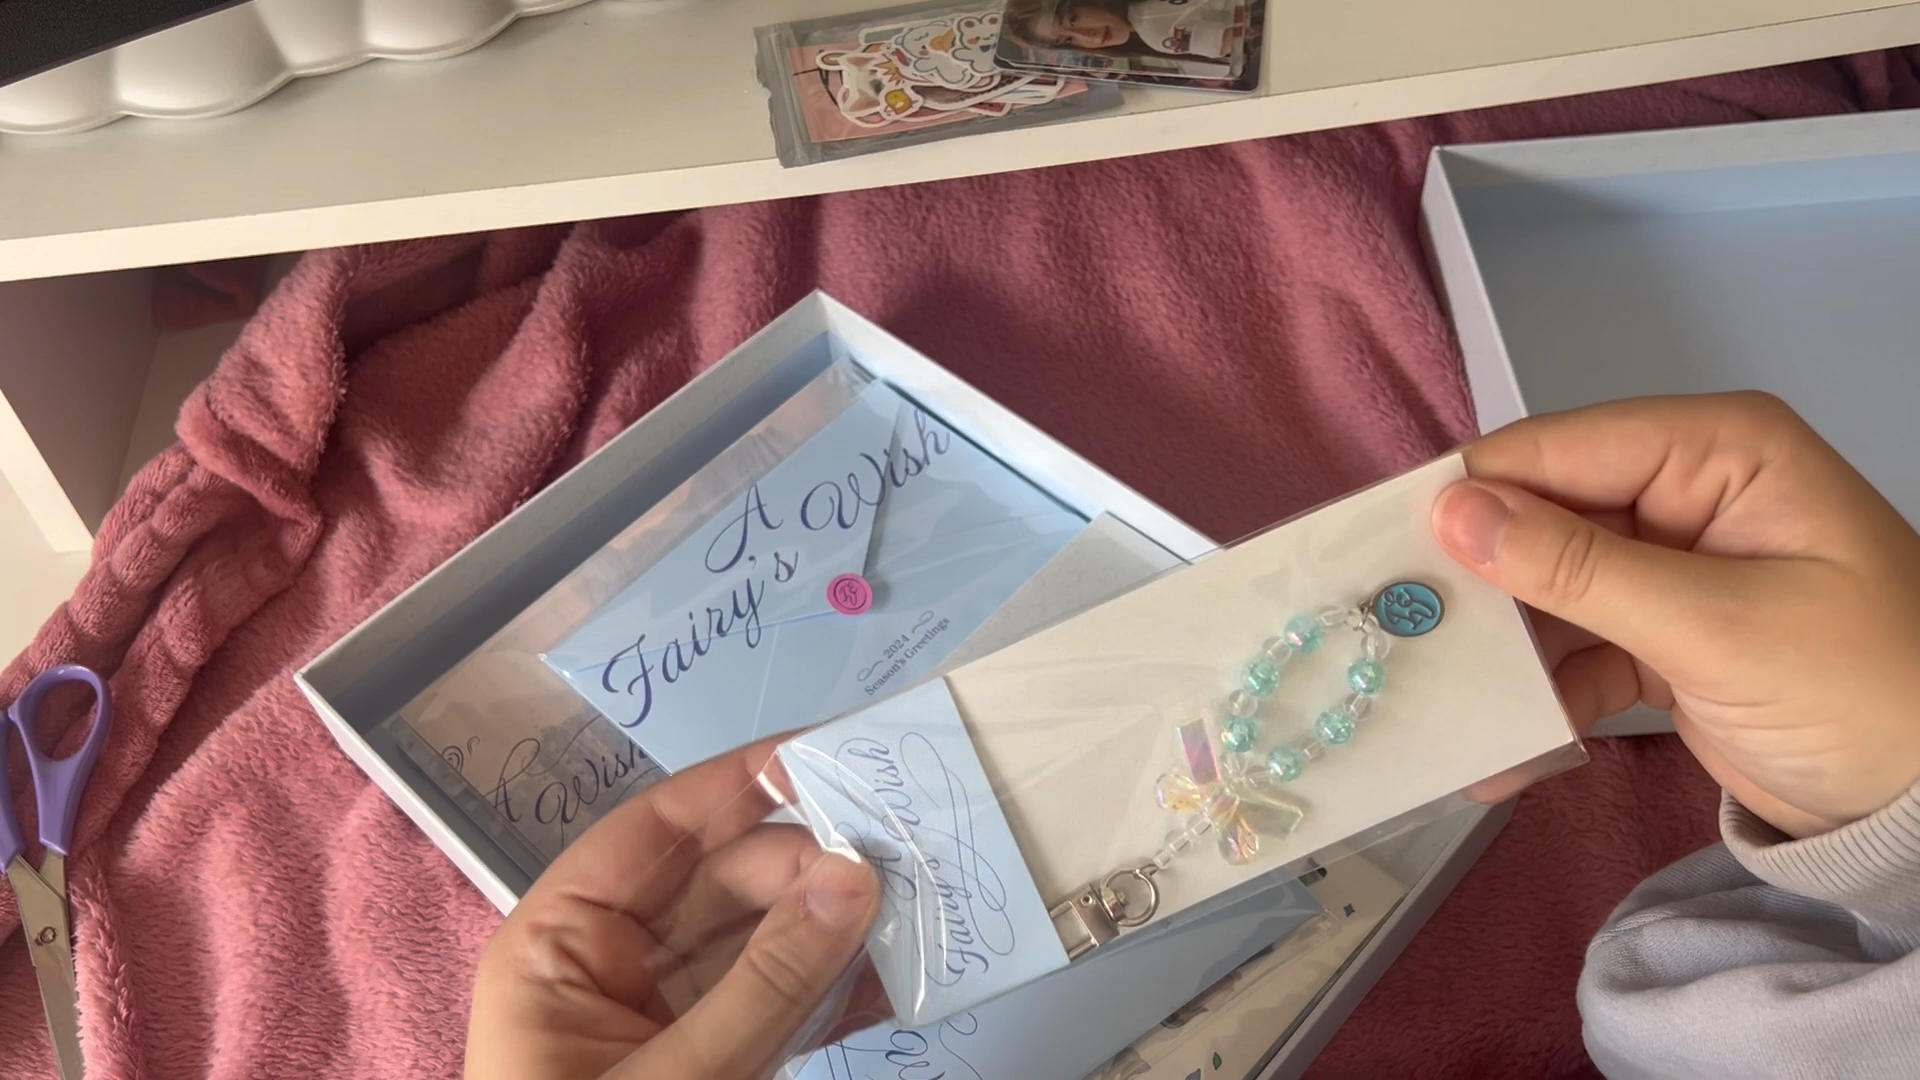 A
Fairy's Wish
2024
Season's Greetings
A
Wish
A Wish
Fairy's